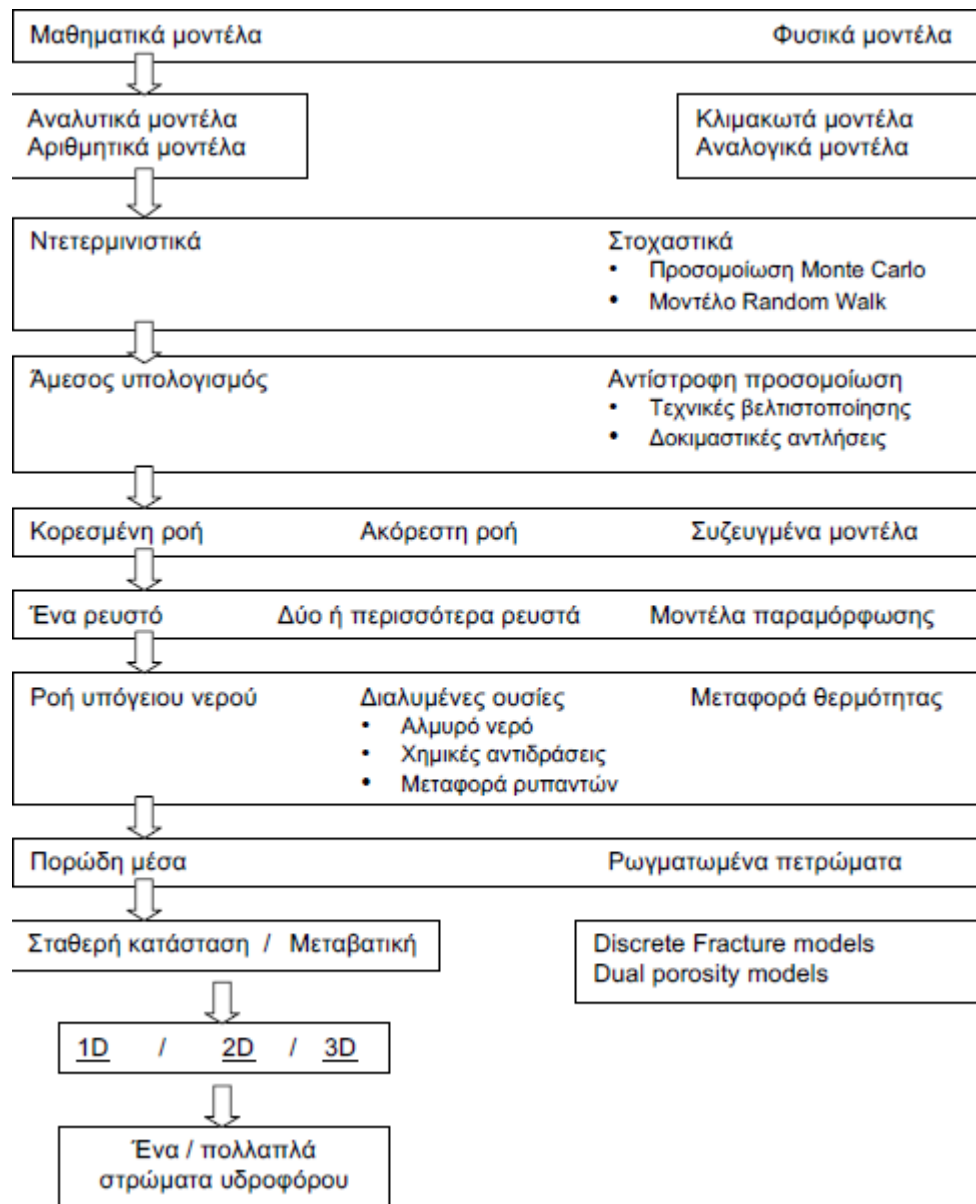 Μαθηματικά μοντέλα Φυσικά μοντέλα
Αναλυτικά μοντέλα
Αριθμητικά μοντέλα
Κλιμακωτά μοντέλα
Αναλογικά μοντέλα
Ντετερμινιστικά Στοχαστικά
• Προσομοίωση Monte Carlo
• Μοντέλο Random Walk
Άμεσος υπολογισμός Αντίστροφη προσομοίωση
• Τεχνικές βελτιστοποίησης
• Δοκιμαστικές αντλήσεις
Κορεσμένη ροή Ακόρεστη ροή Συζευγμένα μοντέλα
Ένα ρευστό Δύο ή περισσότερα ρευστά Μοντέλα παραμόρφωσης
Ροή υπόγειου νερού Διαλυμένες ουσίες Μεταφορά θερμότητας
• Αλμυρό νερό
• Χημικές αντιδράσεις
• Μεταφορά ρυπαντών
Πορώδη μέσα Ρωγματωμένα πετρώματα
Σταθερή κατάσταση / Μεταβατική
Discrete Fracture models
Dual porosity models
1D / 2D / 3D
Ένα / πολλαπλά
στρώματα υδροφόρου